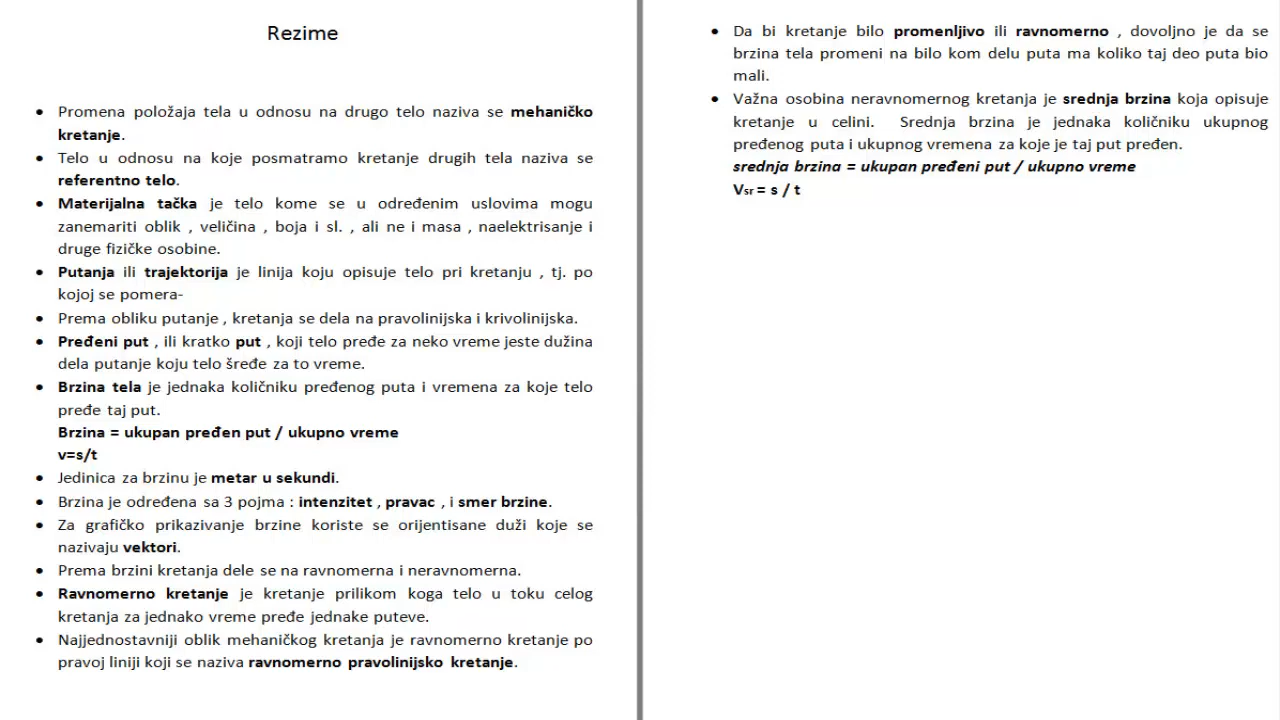 Rezime
• Promena položaja tela u odnosu na drugo telo naziva se mehaničko
kretanje.
• Telo u odnosu na koje posmatramo kretanje drugih tela naziva se
referentno telo.
• Materijalna tačka je telo kome se u određenim uslovima mogu
zanemariti oblik , veličina , boja i sl. , ali ne i masa , naelektrisanje i
druge fizičke osobine.
• Putanja ili trajektorija je linija koju opisuje telo pri kretanju , tj. po
kojoj se pomera-
• Prema obliku putanje , kretanja se dela na pravolinijska i krivolinijska.
• Pređeni put , ili kratko put , koji telo pređe za neko vreme jeste dužina
dela putanje koju telo šređe za to vreme.
• Brzina tela je jednaka količniku pređenog puta i vremena za koje telo
pređe taj put.
Brzina = ukupan pređen put / ukupno vreme
v=s/t
• Jedinica za brzinu je metar u sekundi.
• Brzina je određena sa 3 pojma : intenzitet , pravac , i smer brzine.
• Za grafičko prikazivanje brzine koriste se orijentisane duži koje se
nazivaju vektori.
• Prema brzini kretanja dele se na ravnomerna i neravnomerna.
• Ravnomerno kretanje je kretanje prilikom koga telo u toku celog
kretanja za jednako vreme pređe jednake puteve.
• Najjednostavniji oblik mehaničkog kretanja je ravnomerno kretanje po
pravoj liniji koji se naziva ravnomerno pravolinijsko kretanje.
• Da bi kretanje bilo promenljivo ili ravnomerno , dovoljno je da se
brzina tela promeni na bilo kom delu puta ma koliko taj deo puta bio
mali.
• Važna osobina neravnomernog kretanja je srednja brzina koja opisuje
kretanje u celini. Srednja brzina je jednaka količniku ukupnog
pređenog puta i ukupnog vremena za koje je taj put pređen.
srednja brzina = ukupan pređeni put / ukupno vreme
Vsr = s / t